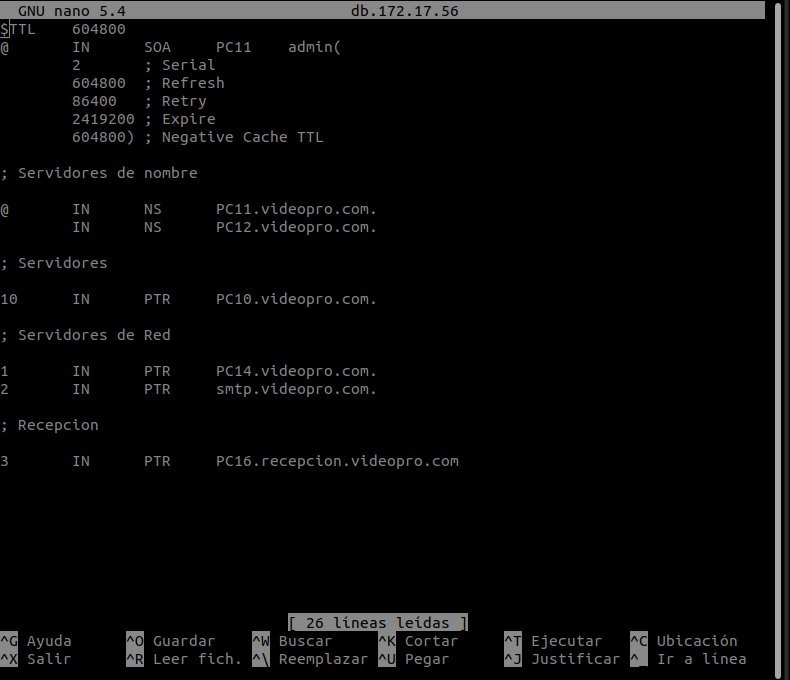 GNU nano 5.4 db.172.17.56
$TTL 604800
@ IN SOA PC11 admin(
2 ; Serial
604800 ; Refresh
86400 ; Retry
2419200 ; Expire
604800) ; Negative Cache TTL
; Servidores de nombre
@ IN NS PC11.videopro.com.
IN NS PC12.videopro.com.
; Servidores
10 IN PTR PC10.videopro.com.
; Servidores de Red
1 IN PTR PC14.videopro.com.
2 IN PTR smtp.videopro.com.
; Recepcion
3 IN PTR PC16.recepcion.videopro.com
[ 26 líneas leídas ]
^G Ayuda ^O Guardar ^W Buscar ^K Cortar ^T Ejecutar ^C Ubicación
^X Salir ^R Leer fich. ^\ Reemplazar ^U Pegar ^J Justificar ^_ Ir a línea